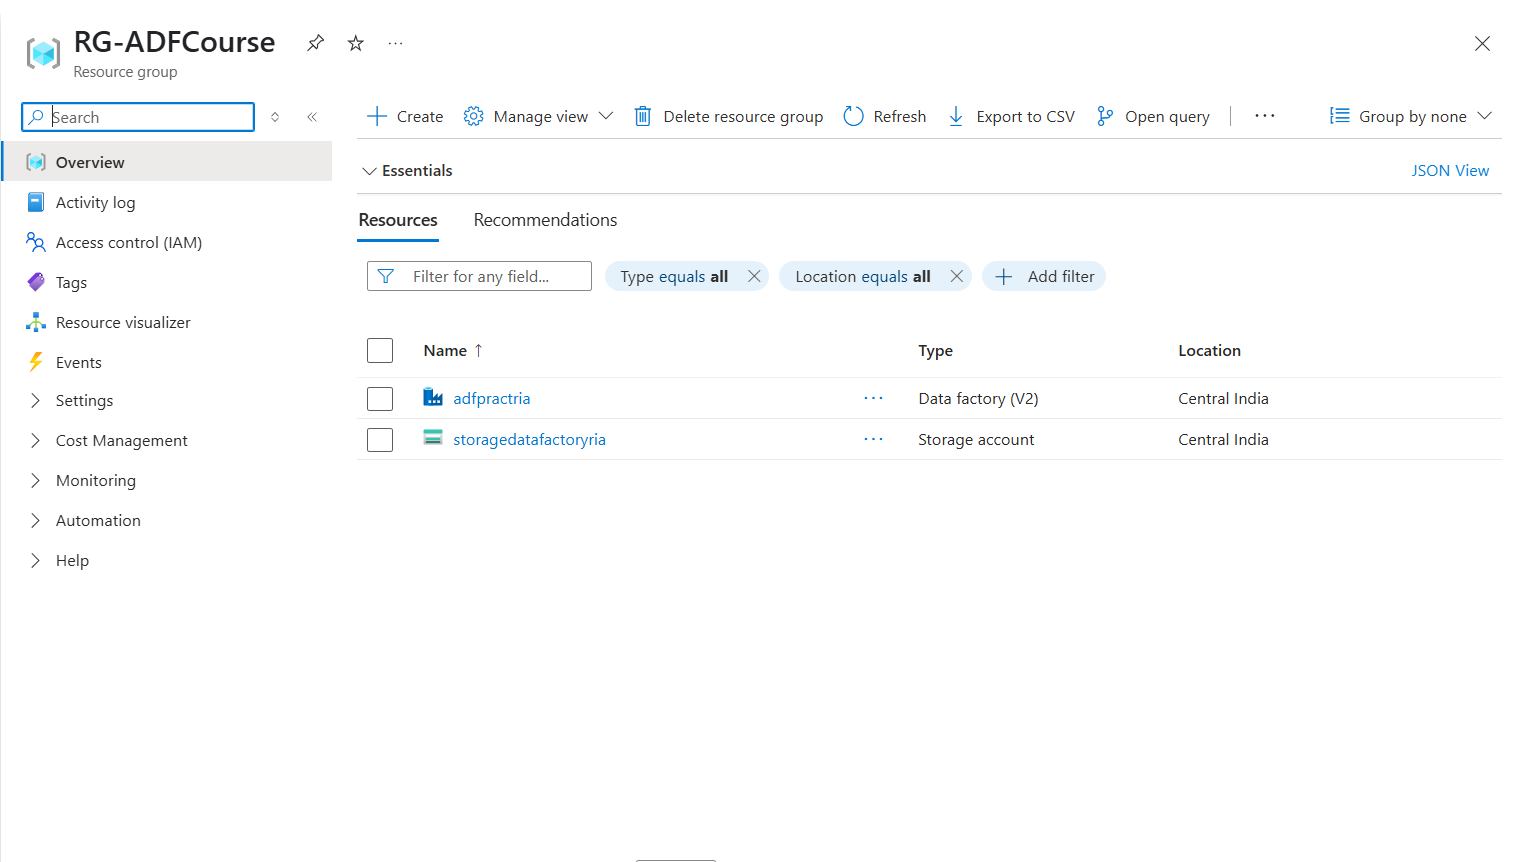 RG-ADFCourse
Resource group
Search
Overview
Activity log
Access control (IAM)
Tags
Resource visualizer
Events
Settings
Cost Management
Monitoring
Automation
Help
Create Manage view Delete resource group Refresh Export to CSV Open query Group by none
Essentials JSON View
Resources Recommendations
Filter for any field... Type equals all Location equals all Add filter
Name ↑ Type Location
adfpractria ... Data factory (V2) Central India
storagedatafactoryria ... Storage account Central India